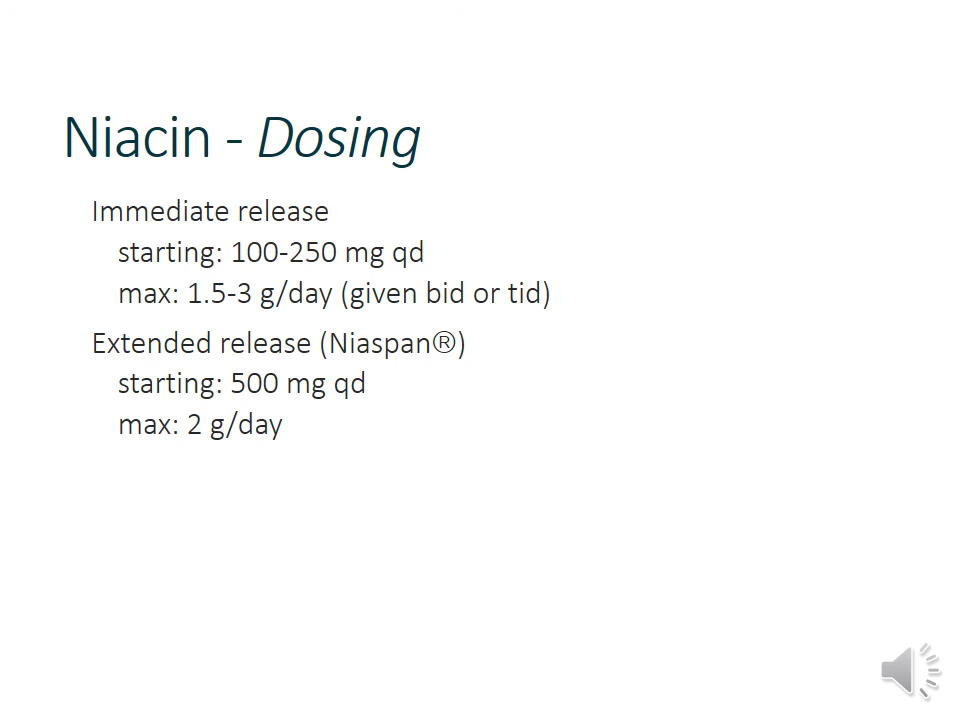 Niacin - Dosing
Immediate release
starting: 100-250 mg qd
max: 1.5-3 g/day (given bid or tid)
Extended release (Niaspan®)
starting: 500 mg qd
max: 2 g/day